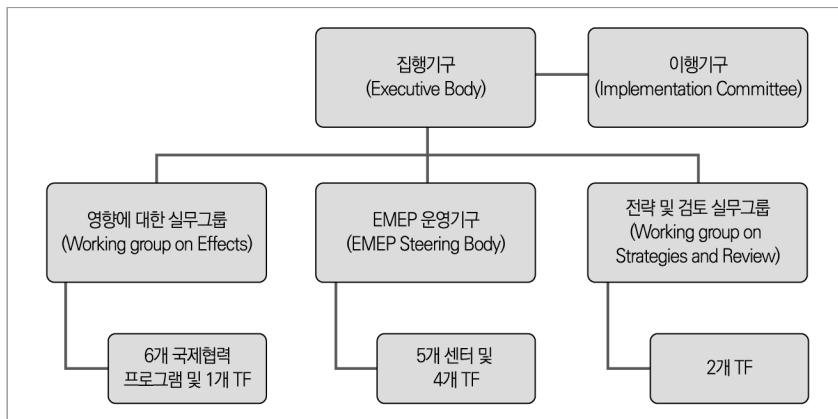 집행기구
(Executive Body)
이행기구
(Implementation Committee)
영향에 대한 실무그룹
(Working group on Effects)
EMEP 운영기구
(EMEP Steering Body)
전략 및 검토 실무그룹
(Working group on
Strategies and Review)
6개 국제협력
프로그램 및 1개 TF
5개 센터 및
4개 TF
2개 TF